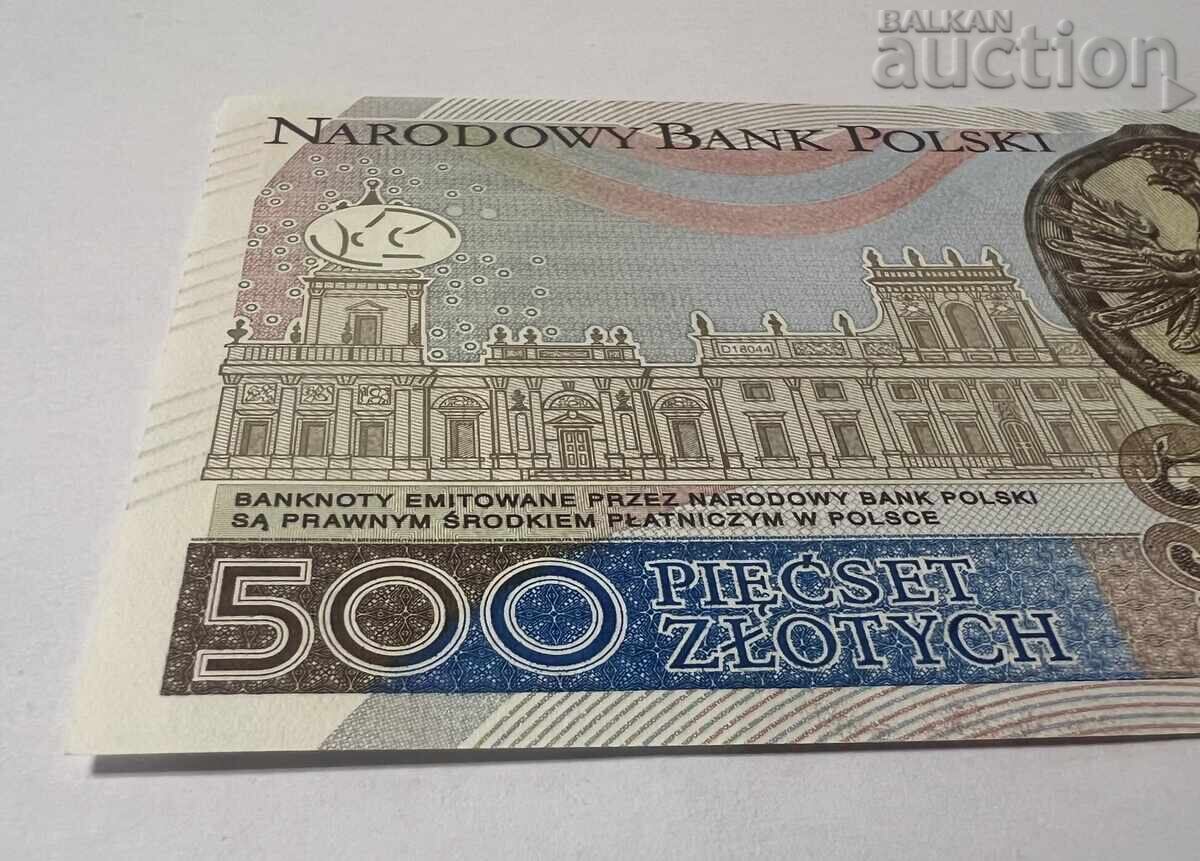 BALKAN
auction
NARODOWY BANK POLSKI
D18044
BANKNOTY EMITOWANE PRZEZ NARODOWY BANK POLSKI
SĄ PRAWNYM ŚRODKIEM PŁATNICZYM W POLSCE
500 PIĘĆSET
ZŁOTYCH